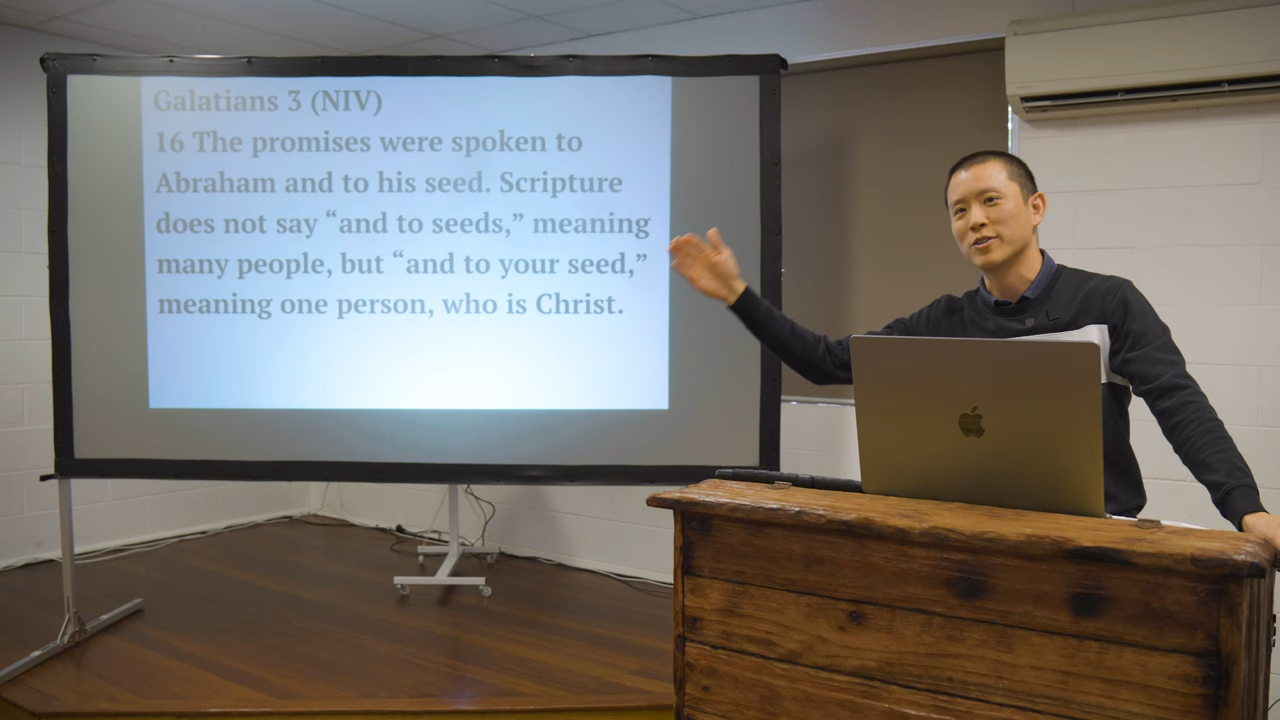 Galatians 3 (NIV)
16 The promises were spoken to
Abraham and to his seed. Scripture
does not say “and to seeds,” meaning
many people, but “and to your seed,”
meaning one person, who is Christ.